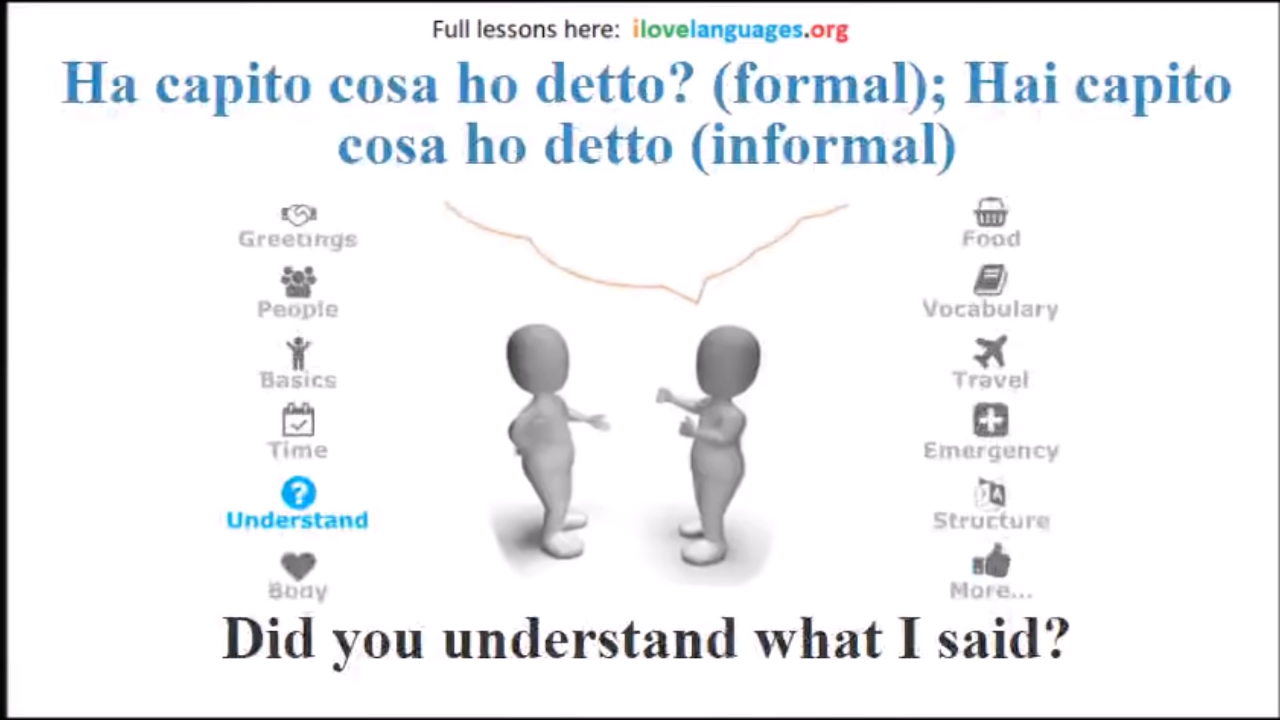 Full lessons here: ilovelanguages.org
Ha capito cosa ho detto? (formal); Hai capito
cosa ho detto (informal)
Greetings
People
Basics
Time
Understand
Body
Food
Vocabulary
Travel
Emergency
Structure
More...
Did you understand what I said?